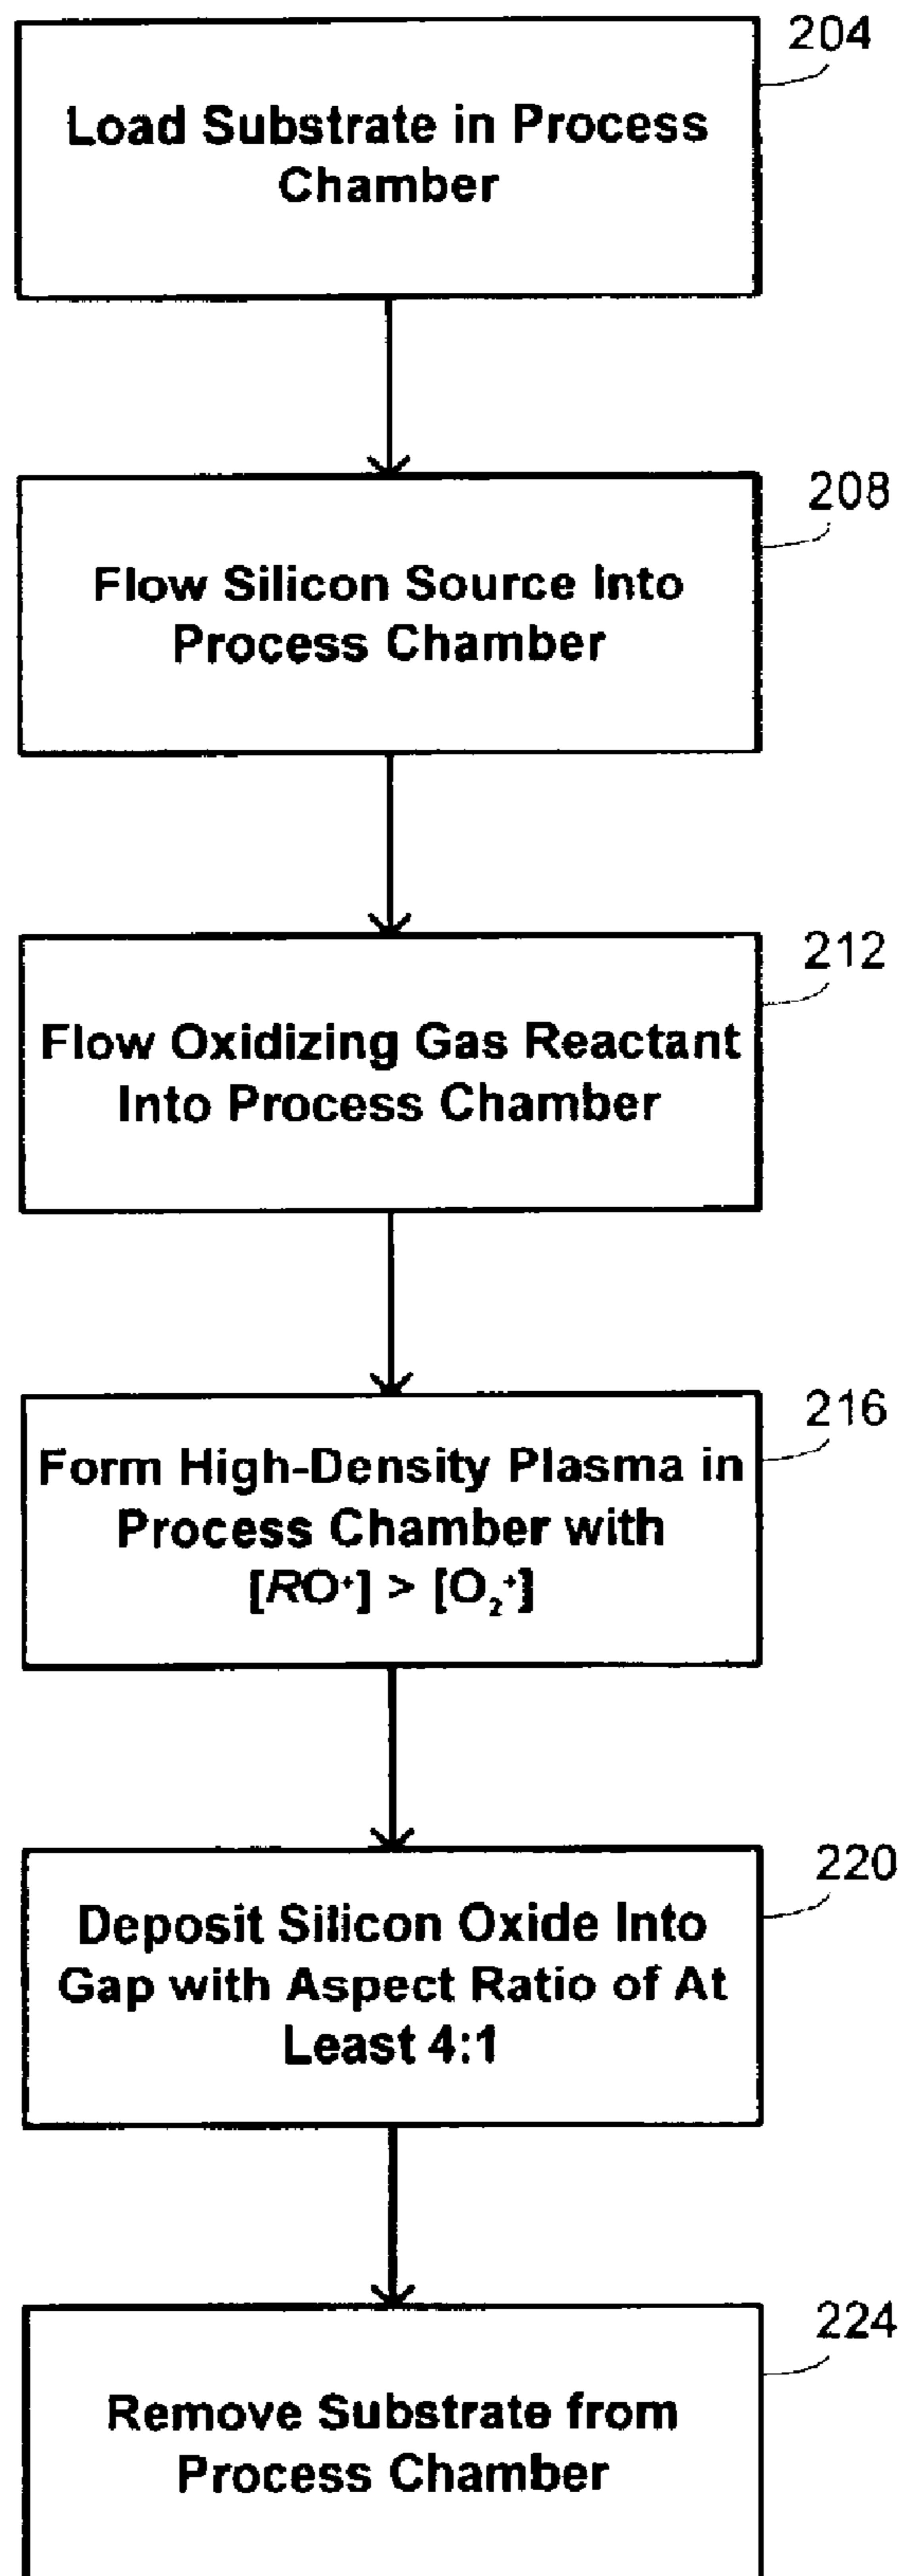 204
Load Substrate in Process
Chamber
208
Flow Silicon Source Into
Process Chamber
212
Flow Oxidizing Gas Reactant
Into Process Chamber
216
Form High-Density Plasma in
Process Chamber with
[RO⁺] > [O₂⁺]
220
Deposit Silicon Oxide Into
Gap with Aspect Ratio of At
Least 4:1
224
Remove Substrate from
Process Chamber